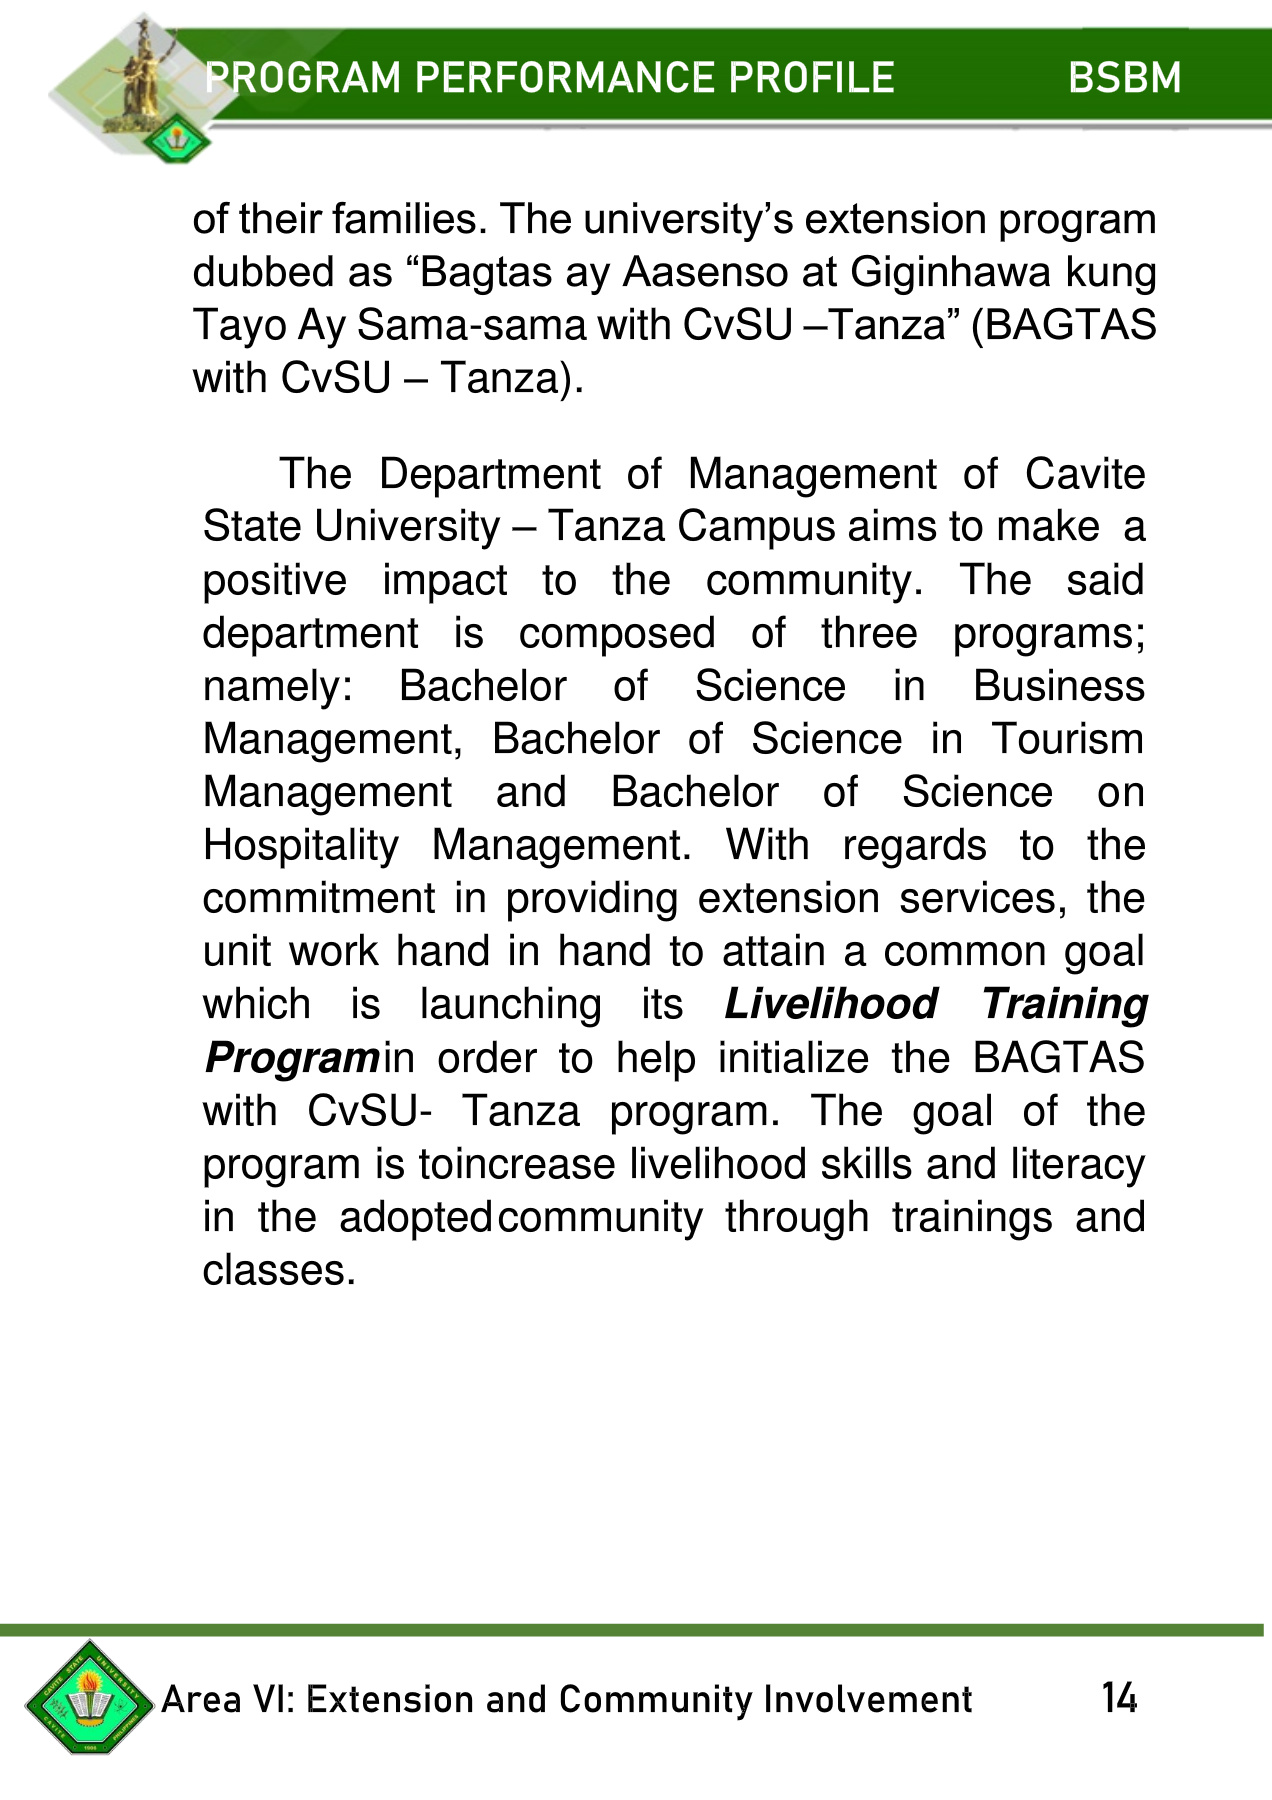 PROGRAM PERFORMANCE PROFILE BSBM
of their families. The university’s extension program
dubbed as “Bagtas ay Aasenso at Giginhawa kung
Tayo Ay Sama-sama with CvSU –Tanza” (BAGTAS
with CvSU – Tanza).
The Department of Management of Cavite
State University – Tanza Campus aims to make a
positive impact to the community. The said
department is composed of three programs;
namely: Bachelor of Science in Business
Management, Bachelor of Science in Tourism
Management and Bachelor of Science on
Hospitality Management. With regards to the
commitment in providing extension services, the
unit work hand in hand to attain a common goal
which is launching its Livelihood Training
Programin order to help initialize the BAGTAS
with CvSU- Tanza program. The goal of the
program is toincrease livelihood skills and literacy
in the adoptedcommunity through trainings and
classes.
CAVITE STATE UNIVERSITY
CAVITE 1906 PHILIPPINES
Area VI: Extension and Community Involvement 14